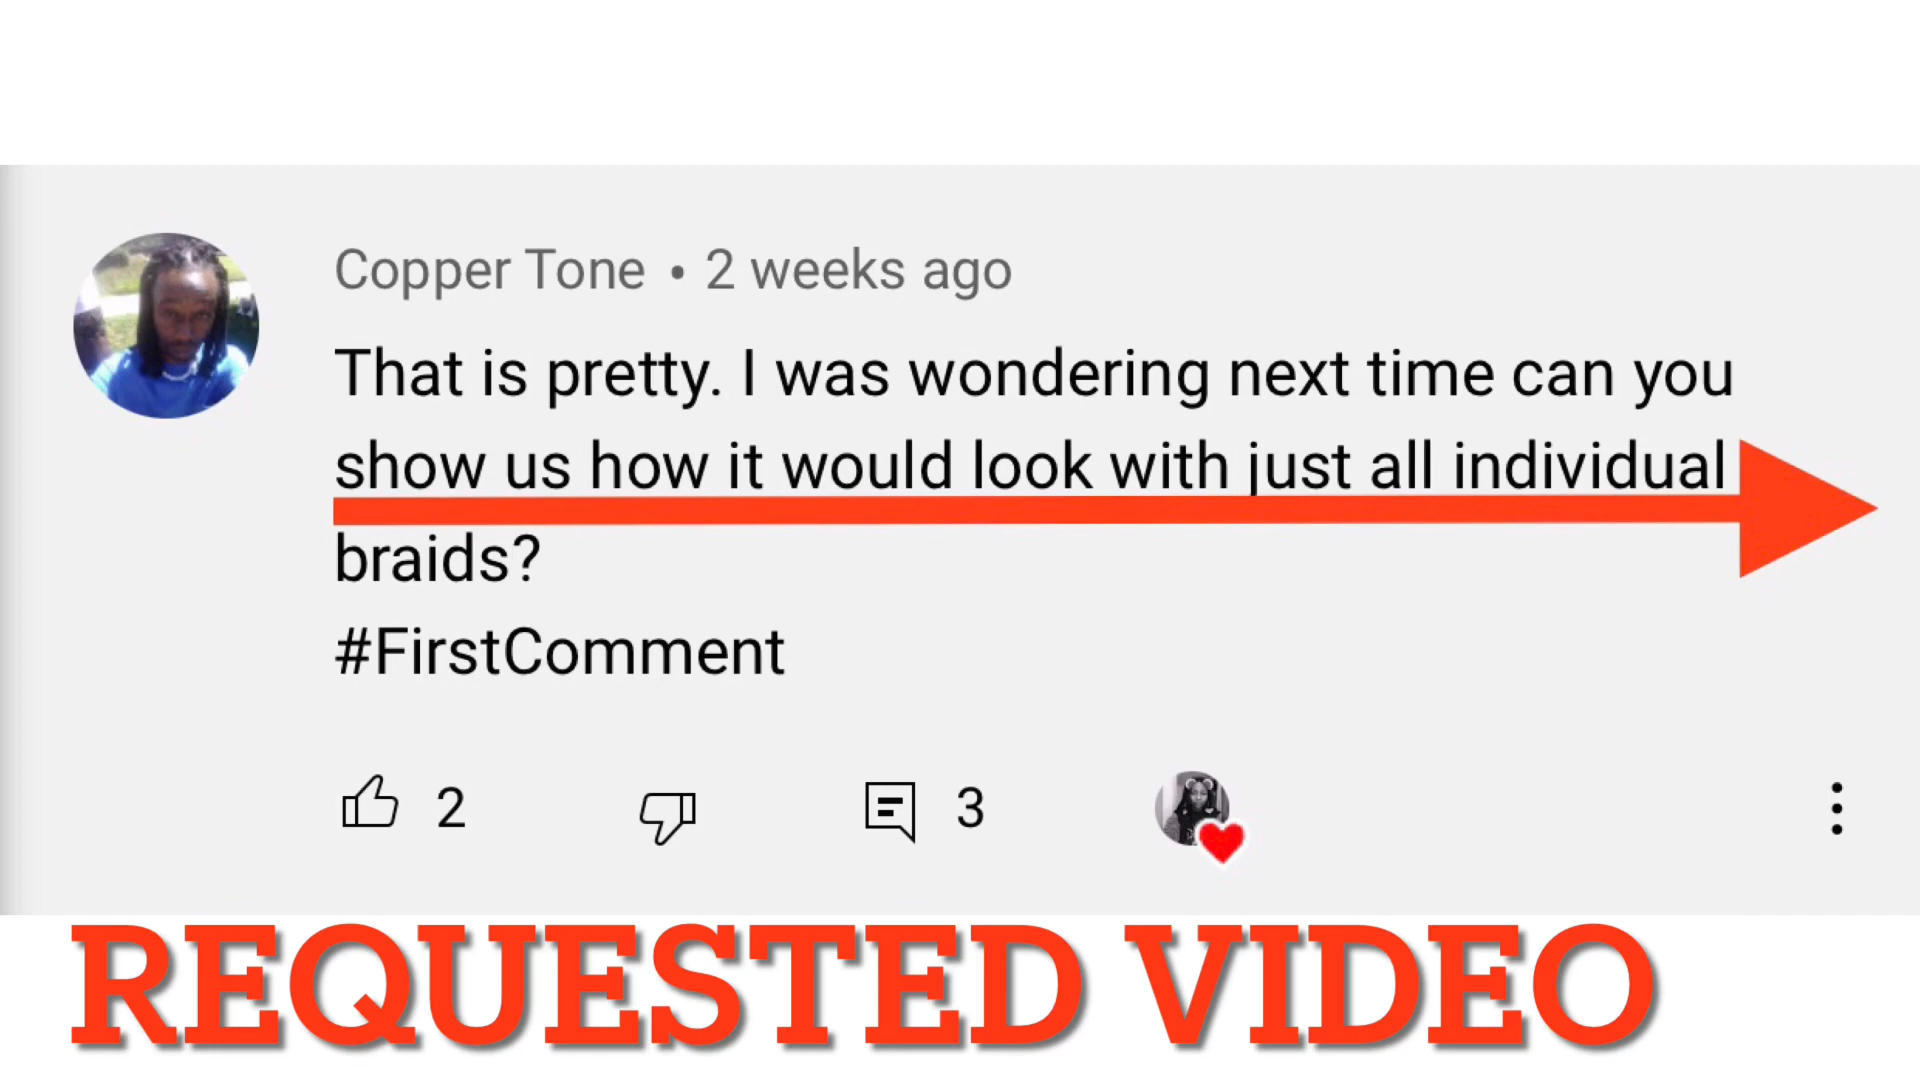 Copper Tone • 2 weeks ago
That is pretty. I was wondering next time can you
show us how it would look with just all individual
braids?
#FirstComment
2 3
REQUESTED VIDEO